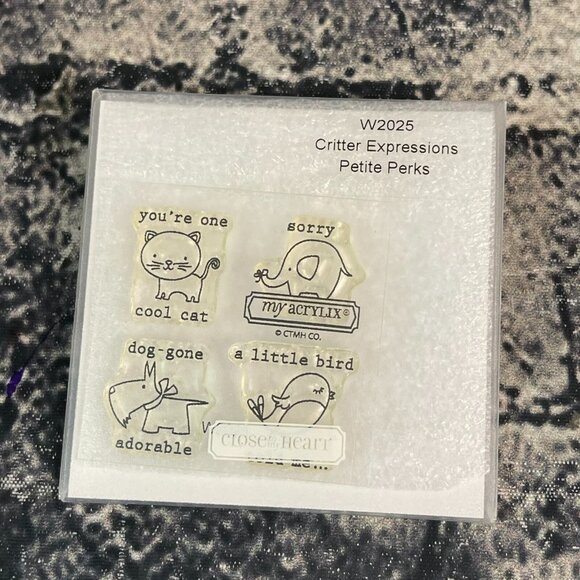 W2025
Critter Expressions
Petite Perks
you're one
cool cat
sorry
my ACRYLIX®
© CTMH CO.
dog-gone
adorable
a little bird
CLOSE TO MY HEART®